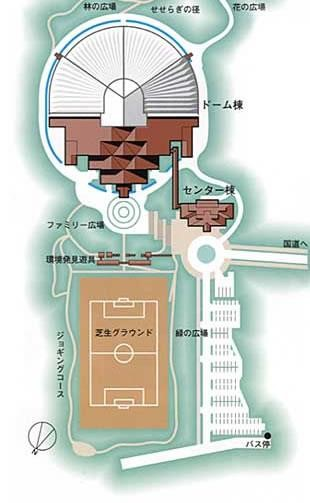 林の広場
せせらぎの径
花の広場
ドーム棟
センター棟
ファミリー広場
国道へ
環境発見遊具
芝生グラウンド
緑の広場
ジョギングコース
バス停